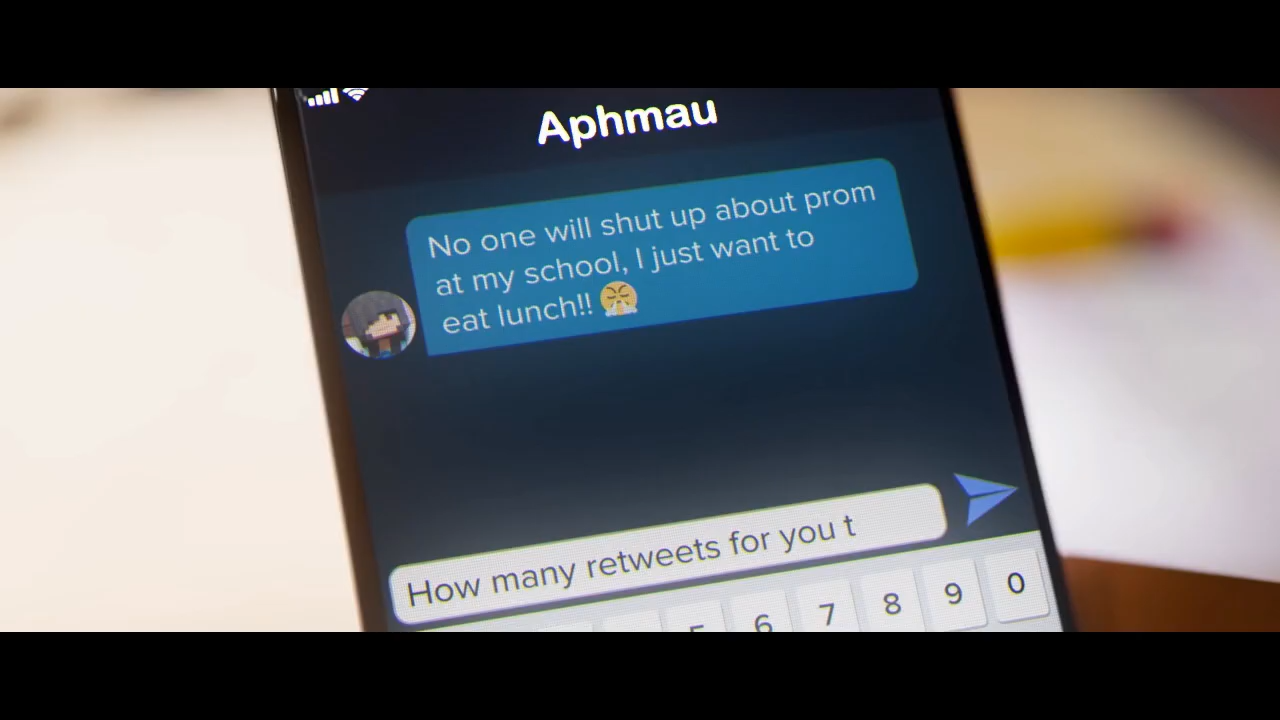 Aphmau
No one will shut up about prom
at my school, I just want to
eat lunch!! 😤
How many retweets for you t
5 6 7 8 9 0